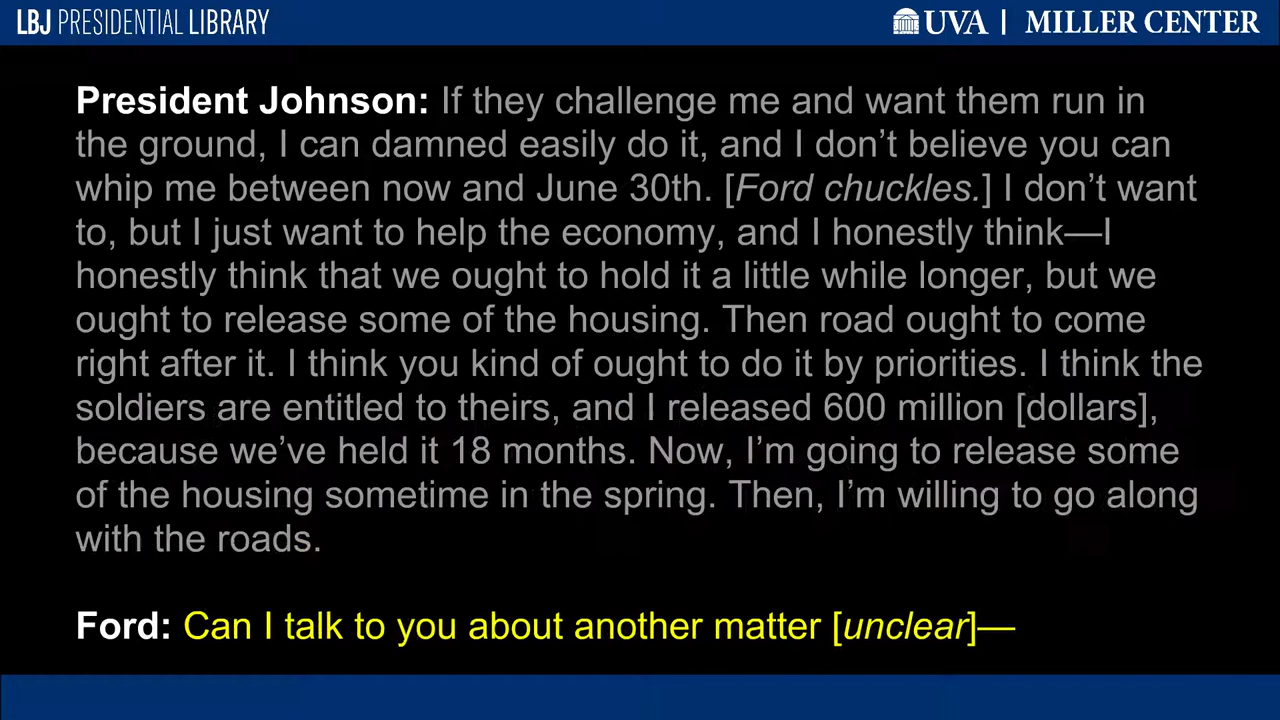 LBJ PRESIDENTIAL LIBRARY
UVA | MILLER CENTER
President Johnson: If they challenge me and want them run in
the ground, I can damned easily do it, and I don’t believe you can
whip me between now and June 30th. [Ford chuckles.] I don’t want
to, but I just want to help the economy, and I honestly think—I
honestly think that we ought to hold it a little while longer, but we
ought to release some of the housing. Then road ought to come
right after it. I think you kind of ought to do it by priorities. I think the
soldiers are entitled to theirs, and I released 600 million [dollars],
because we’ve held it 18 months. Now, I’m going to release some
of the housing sometime in the spring. Then, I’m willing to go along
with the roads.
Ford: Can I talk to you about another matter [unclear]—